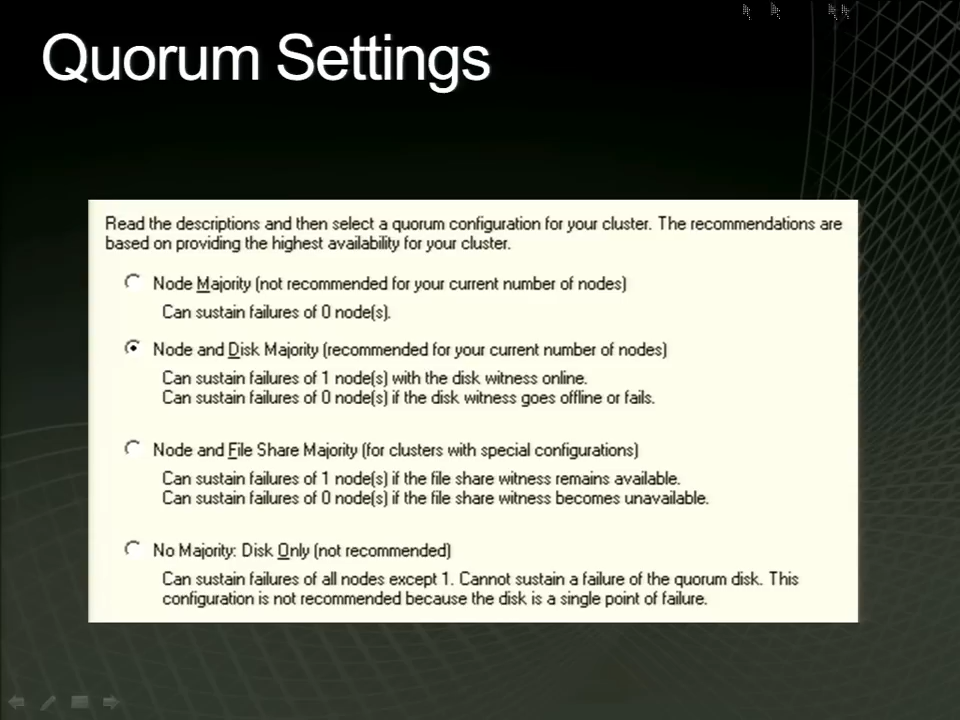 Quorum Settings
Read the descriptions and then select a quorum configuration for your cluster. The recommendations are
based on providing the highest availability for your cluster.
Node Majority (not recommended for your current number of nodes)
Can sustain failures of 0 node(s).
Node and Disk Majority (recommended for your current number of nodes)
Can sustain failures of 1 node(s) with the disk witness online.
Can sustain failures of 0 node(s) if the disk witness goes offline or fails.
Node and File Share Majority (for clusters with special configurations)
Can sustain failures of 1 node(s) if the file share witness remains available.
Can sustain failures of 0 node(s) if the file share witness becomes unavailable.
No Majority: Disk Only (not recommended)
Can sustain failures of all nodes except 1. Cannot sustain a failure of the quorum disk. This
configuration is not recommended because the disk is a single point of failure.